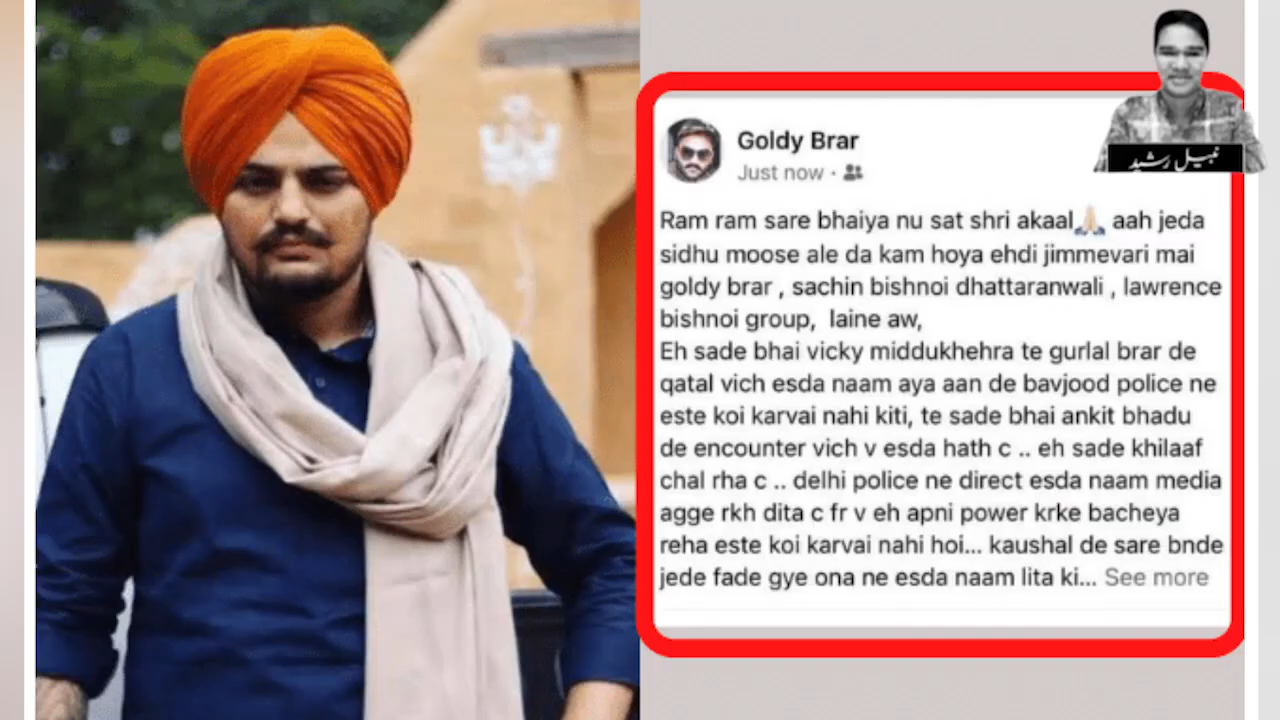 نبیل رشید
Goldy Brar
Just now ·
Ram ram sare bhaiya nu sat shri akaal🙏🏻 aah jeda
sidhu moose ale da kam hoya ehdi jimmevari mai
goldy brar , sachin bishnoi dhattaranwali , lawrence
bishnoi group, laine aw,
Eh sade bhai vicky middukhehra te gurlal brar de
qatal vich esda naam aya aan de bavjood police ne
este koi karvai nahi kiti, te sade bhai ankit bhadu
de encounter vich v esda hath c .. eh sade khilaaf
chal rha c .. delhi police ne direct esda naam media
agge rkh dita c fr v eh apni power krke bacheya
reha este koi karvai nahi hoi... kaushal de sare bnde
jede fade gye ona ne esda naam lita ki... See more